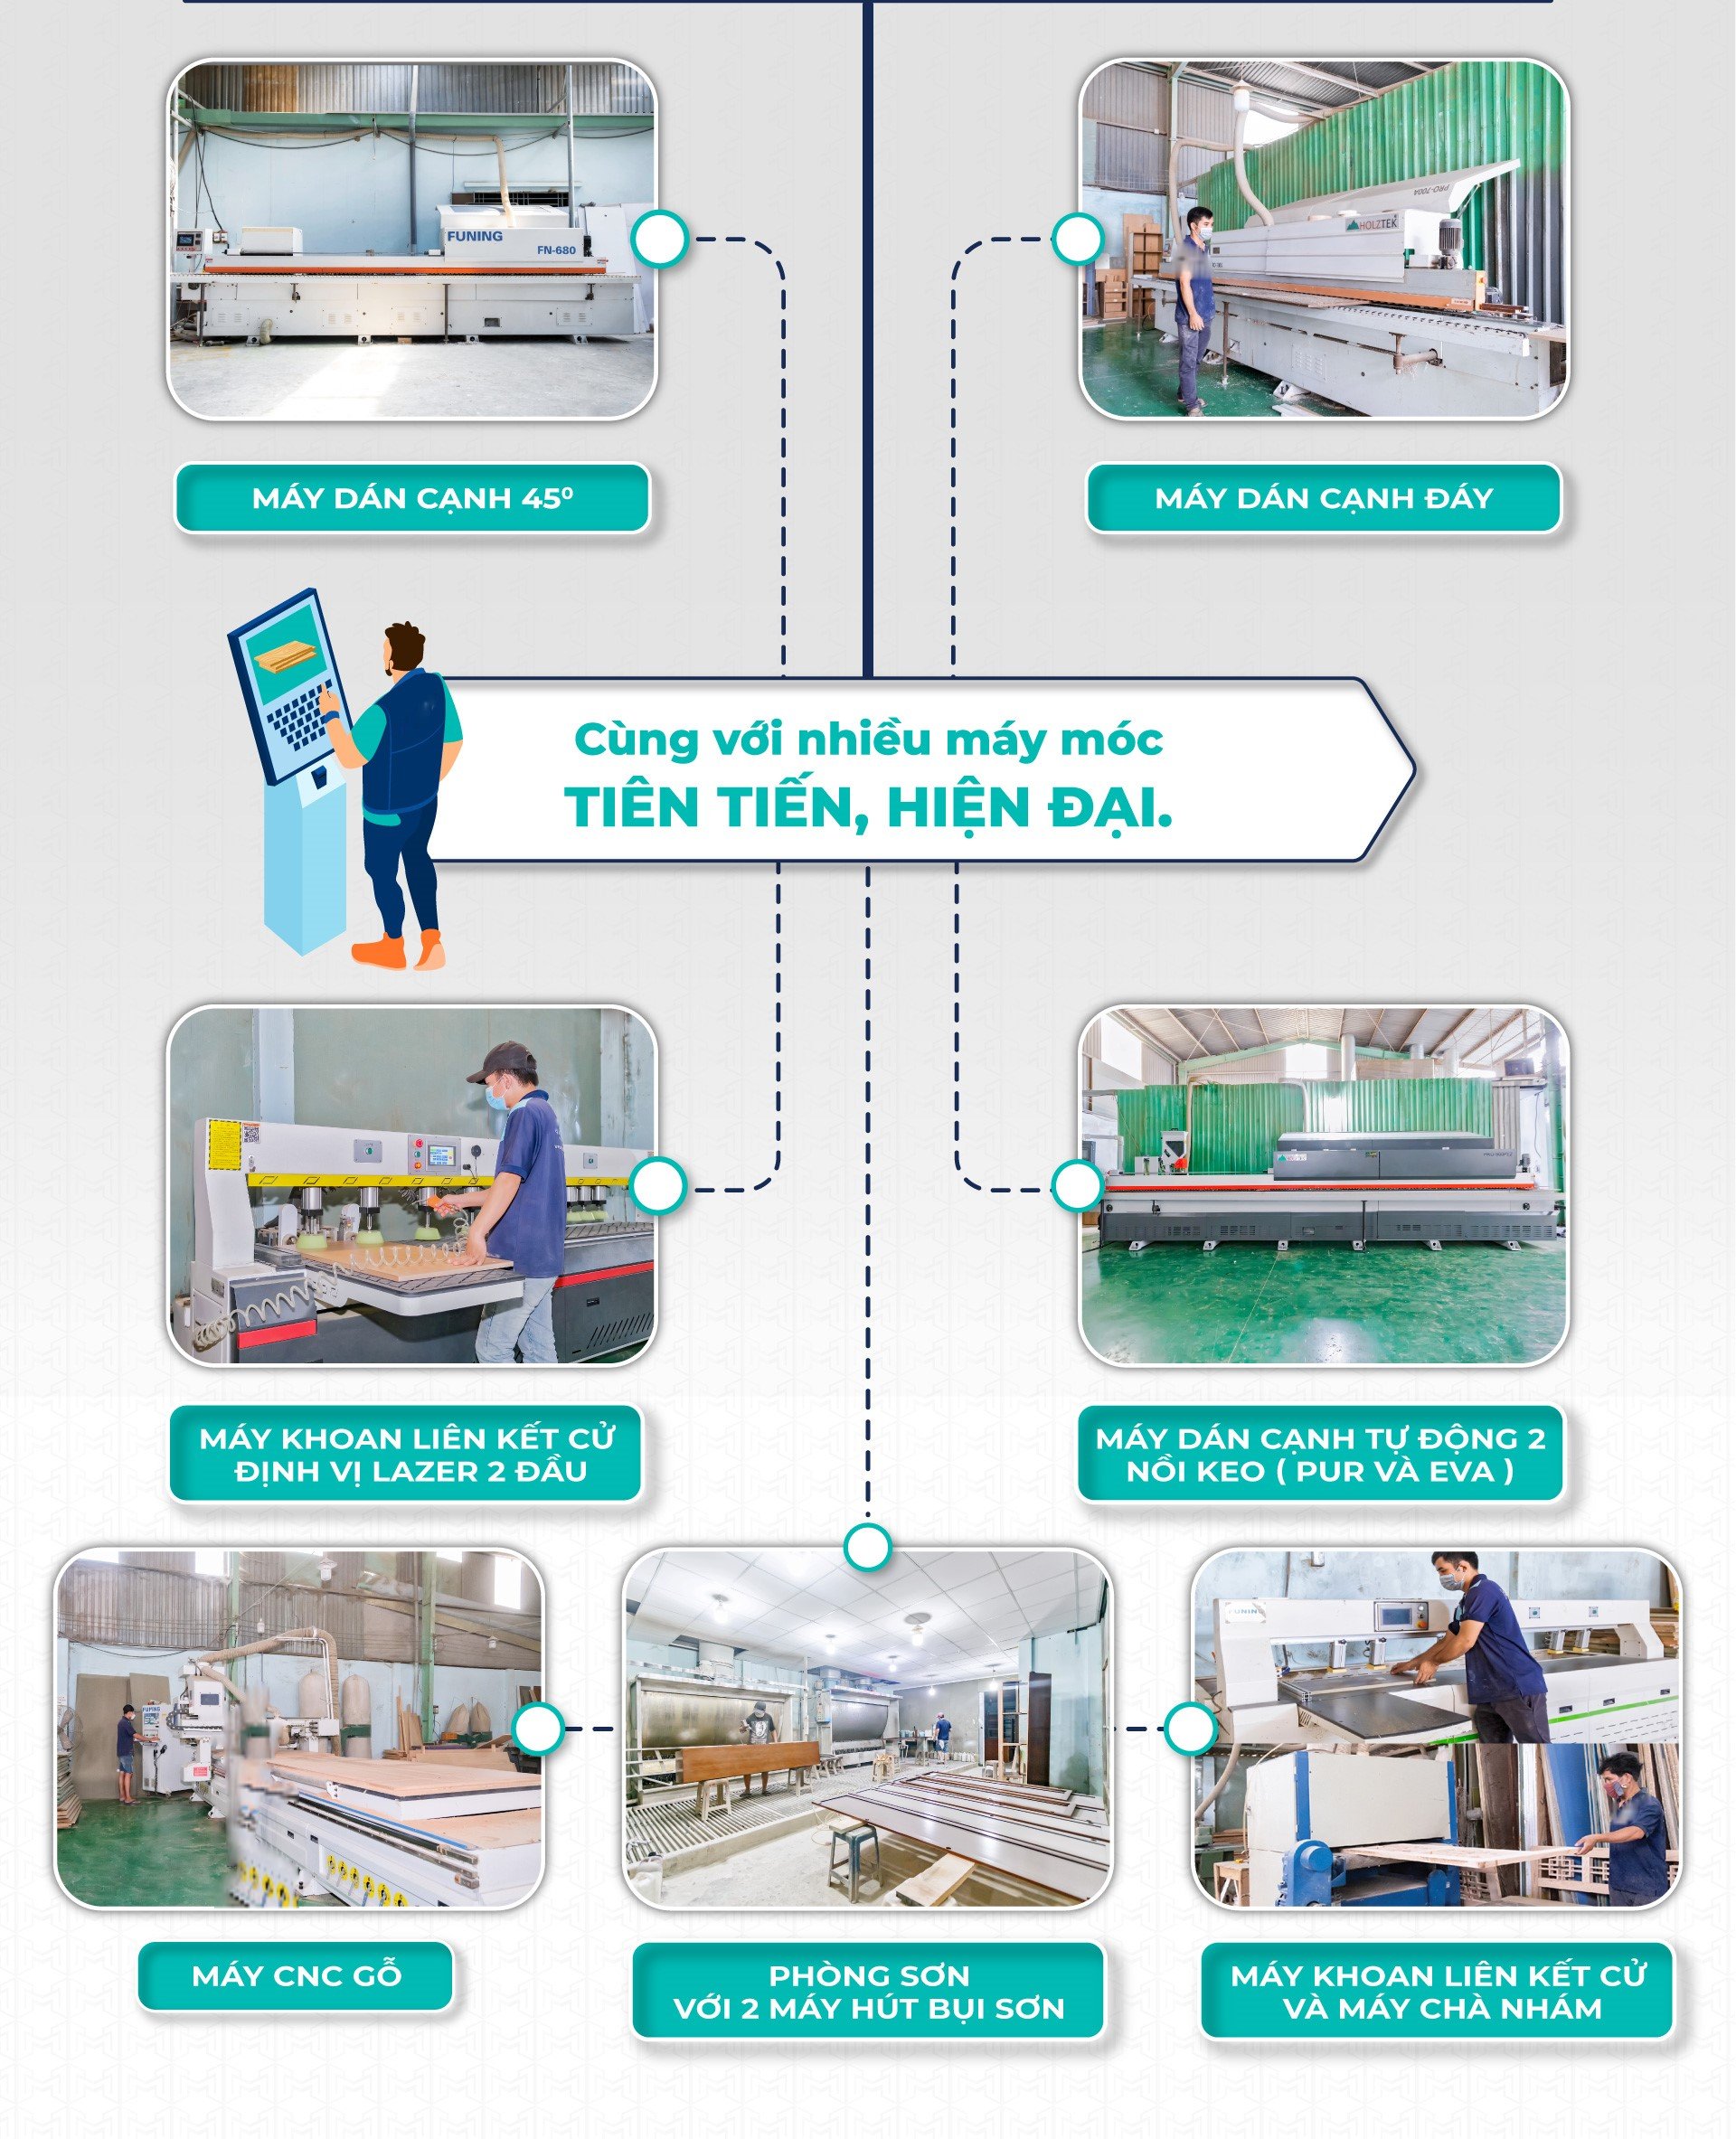 FUNING
FN-680
PRO-700A
HOLZTEK
MÁY DÁN CẠNH 45⁰
MÁY DÁN CẠNH ĐÁY
Cùng với nhiều máy móc
TIÊN TIẾN, HIỆN ĐẠI.
MÁY KHOAN LIÊN KẾT CỬ
ĐỊNH VỊ LAZER 2 ĐẦU
MÁY DÁN CẠNH TỰ ĐỘNG 2
NỒI KEO ( PUR VÀ EVA )
MÁY CNC GỖ
PHÒNG SƠN
VỚI 2 MÁY HÚT BỤI SƠN
MÁY KHOAN LIÊN KẾT CỬ
VÀ MÁY CHÀ NHÁM